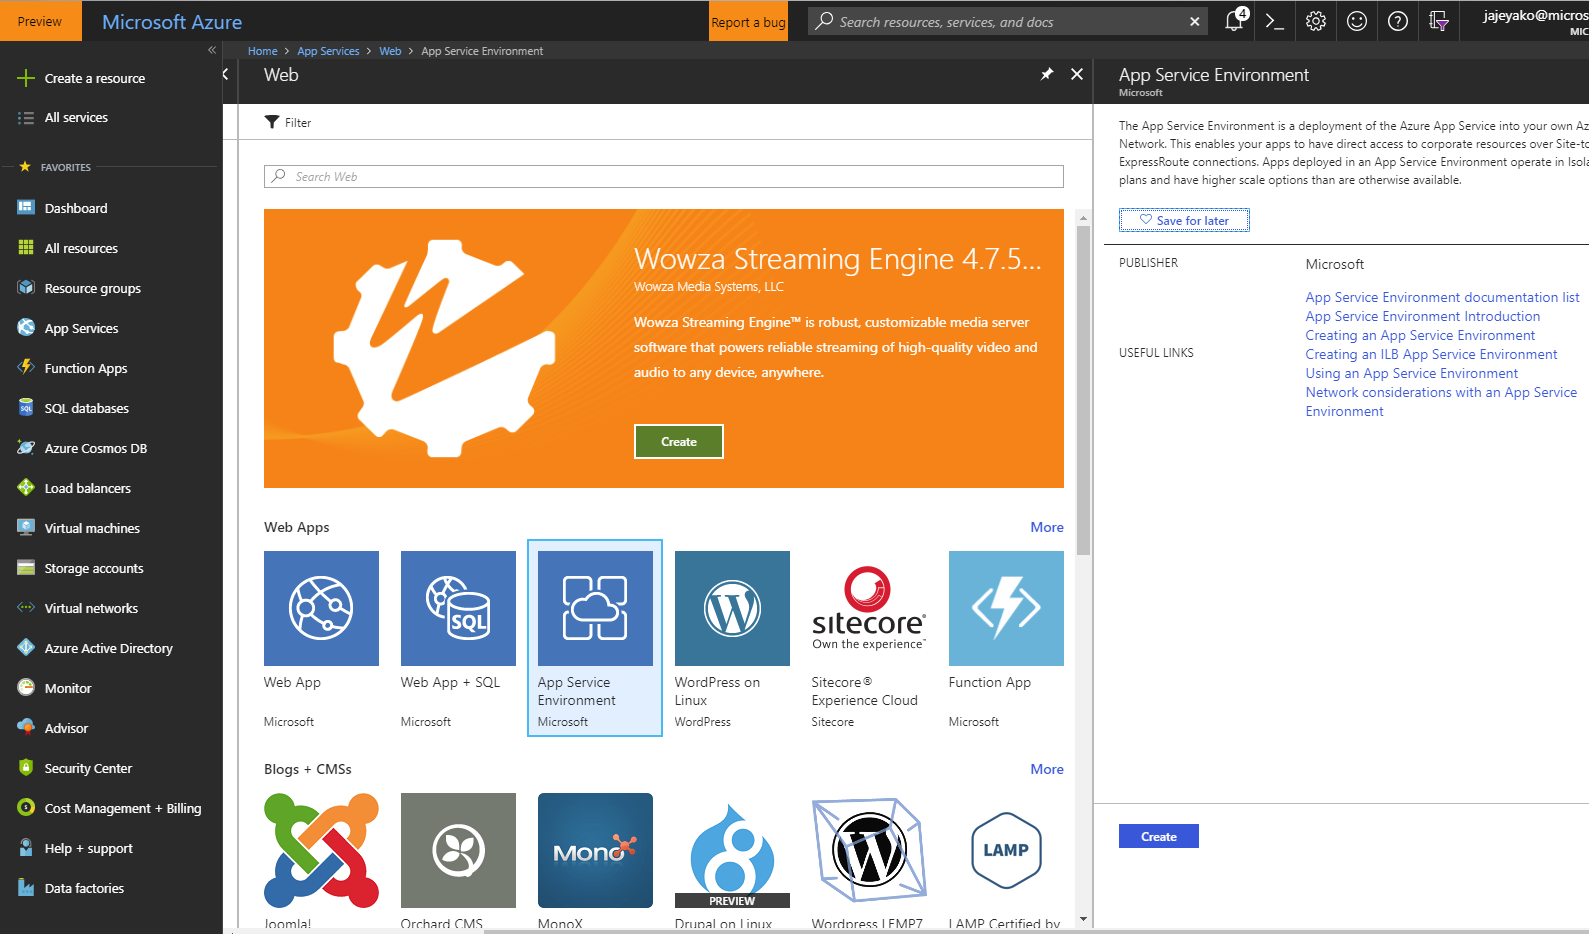 Preview
Microsoft Azure
Report a bug
Search resources, services, and docs
4
jajeyako@micros
MIC
Home > App Services > Web > App Service Environment
Create a resource
All services
FAVORITES
Dashboard
All resources
Resource groups
App Services
Function Apps
SQL databases
Azure Cosmos DB
Load balancers
Virtual machines
Storage accounts
Virtual networks
Azure Active Directory
Monitor
Advisor
Security Center
Cost Management + Billing
Help + support
Data factories
Web
Filter
Search Web
Wowza Streaming Engine 4.7.5...
Wowza Media Systems, LLC
Wowza Streaming Engine™ is robust, customizable media server
software that powers reliable streaming of high-quality video and
audio to any device, anywhere.
Create
Web Apps
More
SQL
sitecore®
Own the experience™
Web App
Microsoft
Web App + SQL
Microsoft
App Service
Environment
Microsoft
WordPress on
Linux
WordPress
Sitecore®
Experience Cloud
Sitecore
Function App
Microsoft
Blogs + CMSs
More
Mono
8
PREVIEW
LAMP
Joomla!
Orchard CMS
MonoX
Drupal on Linux
Wordpress LEMP7
LAMP Certified by
App Service Environment
Microsoft
The App Service Environment is a deployment of the Azure App Service into your own Az
Network. This enables your apps to have direct access to corporate resources over Site-to
ExpressRoute connections. Apps deployed in an App Service Environment operate in Isola
plans and have higher scale options than are otherwise available.
Save for later
PUBLISHER
Microsoft
USEFUL LINKS
App Service Environment documentation list
App Service Environment Introduction
Creating an App Service Environment
Creating an ILB App Service Environment
Using an App Service Environment
Network considerations with an App Service
Environment
Create